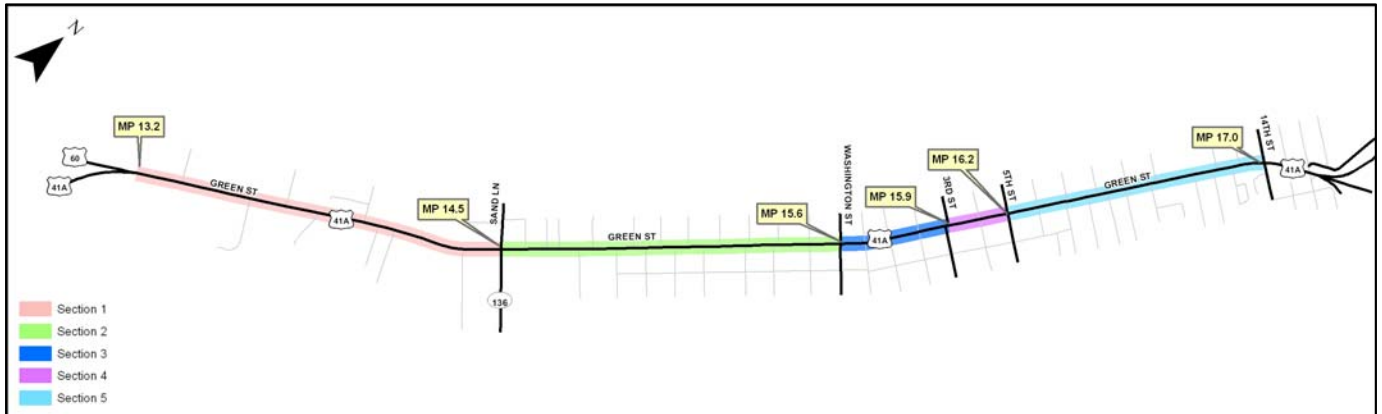 N
MP 13.2
60
41A
GREEN ST
41A
SAND LN
MP 14.5
136
GREEN ST
MP 15.6
WASHINGTON ST
41A
MP 15.9
3RD ST
MP 16.2
5TH ST
GREEN ST
MP 17.0
14TH ST
41A
Section 1
Section 2
Section 3
Section 4
Section 5